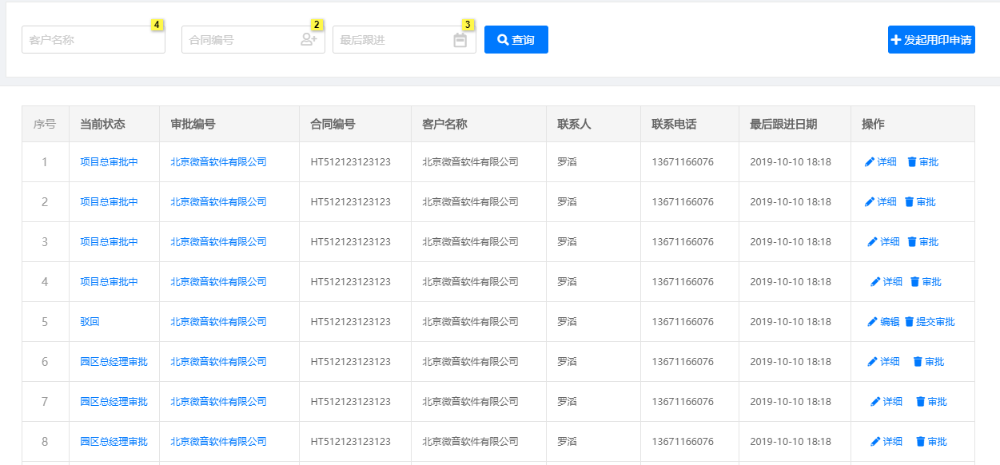 4 2 3
客户名称 合同编号 最后跟进 查询 发起用印申请
序号 当前状态 审批编号 合同编号 客户名称 联系人 联系电话 最后跟进日期 操作
1 项目总审批中 北京微音软件有限公司 HT512123123123 北京微音软件有限公司 罗滔 13671166076 2019-10-10 18:18 详细 审批
2 项目总审批中 北京微音软件有限公司 HT512123123123 北京微音软件有限公司 罗滔 13671166076 2019-10-10 18:18 详细 审批
3 项目总审批中 北京微音软件有限公司 HT512123123123 北京微音软件有限公司 罗滔 13671166076 2019-10-10 18:18 详细 审批
4 项目总审批中 北京微音软件有限公司 HT512123123123 北京微音软件有限公司 罗滔 13671166076 2019-10-10 18:18 详细 审批
5 驳回 北京微音软件有限公司 HT512123123123 北京微音软件有限公司 罗滔 13671166076 2019-10-10 18:18 编辑 提交审批
6 园区总经理审批 北京微音软件有限公司 HT512123123123 北京微音软件有限公司 罗滔 13671166076 2019-10-10 18:18 详细 审批
7 园区总经理审批 北京微音软件有限公司 HT512123123123 北京微音软件有限公司 罗滔 13671166076 2019-10-10 18:18 详细 审批
8 园区总经理审批 北京微音软件有限公司 HT512123123123 北京微音软件有限公司 罗滔 13671166076 2019-10-10 18:18 详细 审批